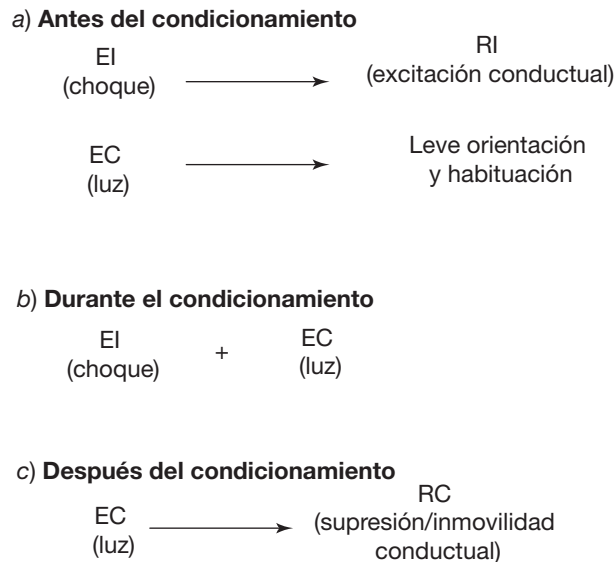 a) Antes del condicionamiento
EI
(choque)
RI
(excitación conductual)
EC
(luz)
Leve orientación
y habituación
b) Durante el condicionamiento
EI
(choque)
+
EC
(luz)
c) Después del condicionamiento
EC
(luz)
RC
(supresión/inmovilidad
conductual)